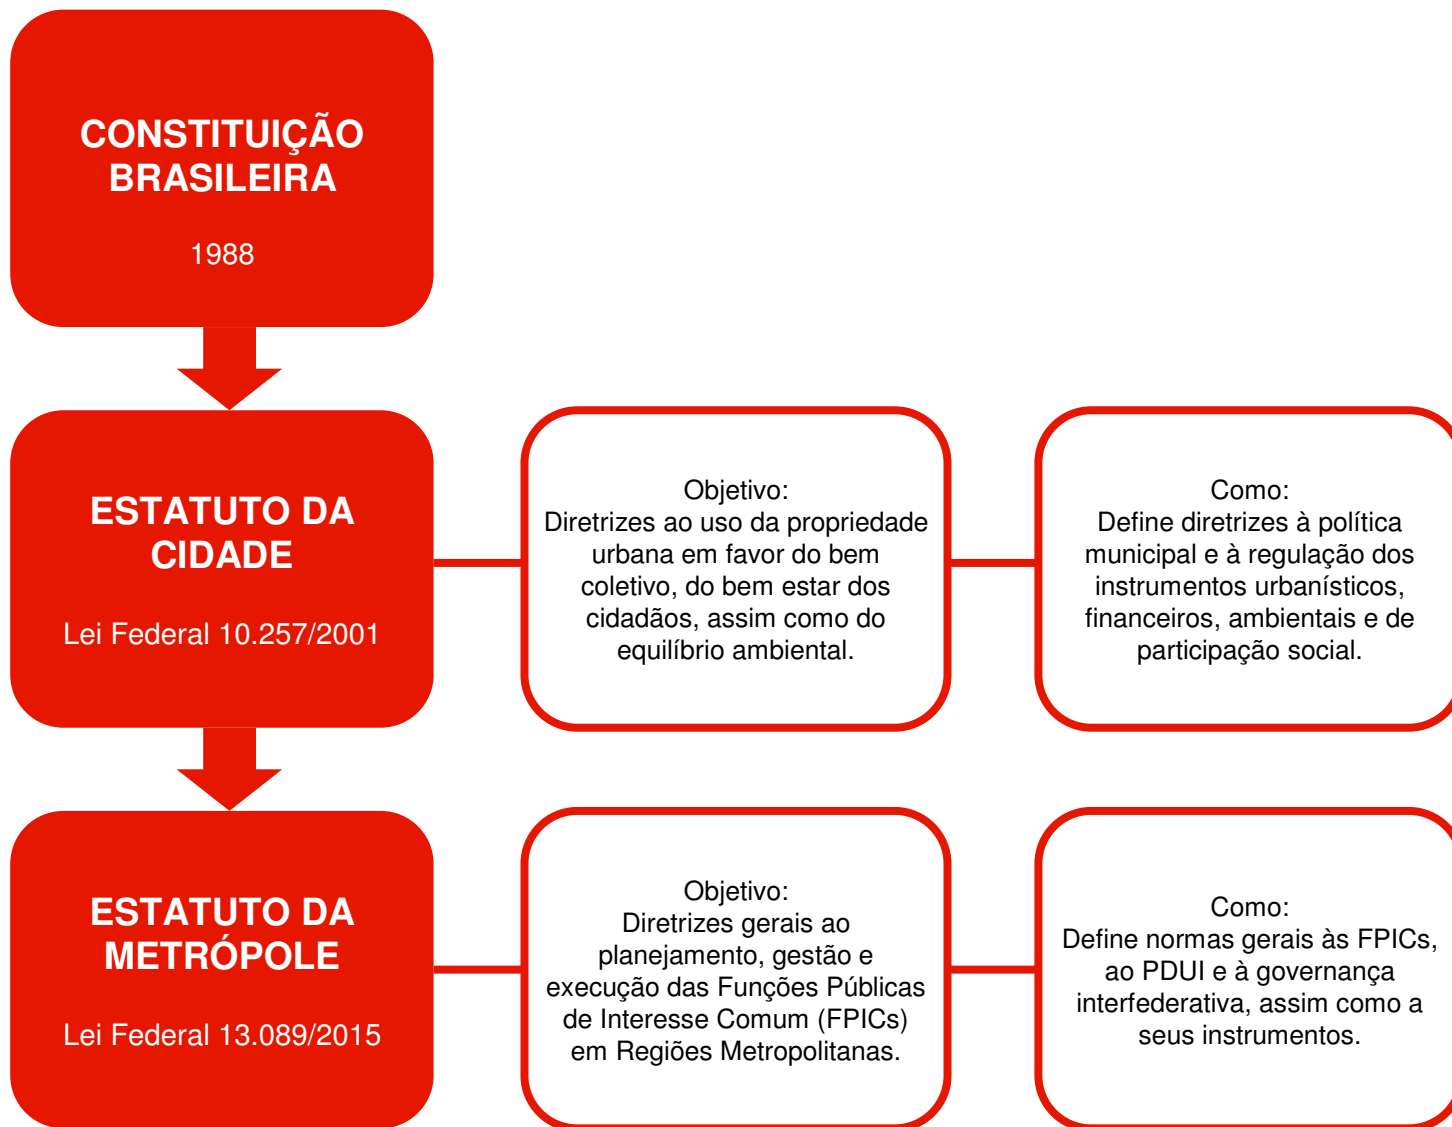 CONSTITUIÇÃO
BRASILEIRA
1988
ESTATUTO DA
CIDADE
Lei Federal 10.257/2001
Objetivo:
Diretrizes ao uso da propriedade
urbana em favor do bem
coletivo, do bem estar dos
cidadãos, assim como do
equilíbrio ambiental.
Como:
Define diretrizes à política
municipal e à regulação dos
instrumentos urbanísticos,
financeiros, ambientais e de
participação social.
ESTATUTO DA
METRÓPOLE
Lei Federal 13.089/2015
Objetivo:
Diretrizes gerais ao
planejamento, gestão e
execução das Funções Públicas
de Interesse Comum (FPICs)
em Regiões Metropolitanas.
Como:
Define normas gerais às FPICs,
ao PDUI e à governança
interfederativa, assim como a
seus instrumentos.